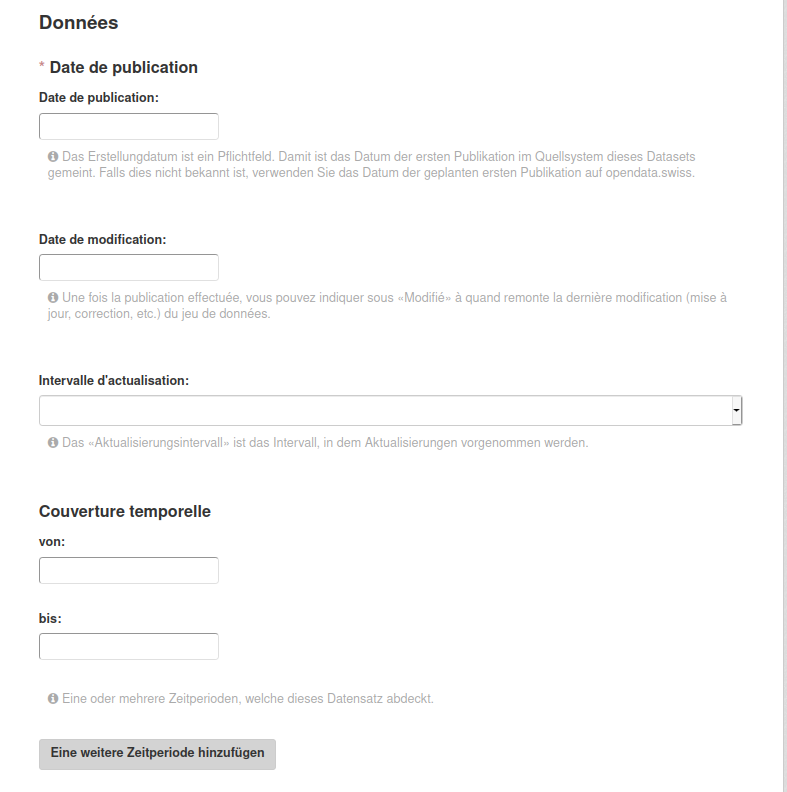 Données
* Date de publication
Date de publication:
Das Erstellungdatum ist ein Pflichtfeld. Damit ist das Datum der ersten Publikation im Quellsystem dieses Datasets
gemeint. Falls dies nicht bekannt ist, verwenden Sie das Datum der geplanten ersten Publikation auf opendata.swiss.
Date de modification:
Une fois la publication effectuée, vous pouvez indiquer sous «Modifié» à quand remonte la dernière modification (mise à
jour, correction, etc.) du jeu de données.
Intervalle d'actualisation:
Das «Aktualisierungsintervall» ist das Intervall, in dem Aktualisierungen vorgenommen werden.
Couverture temporelle
von:
bis:
Eine oder mehrere Zeitperioden, welche dieses Datensatz abdeckt.
Eine weitere Zeitperiode hinzufügen